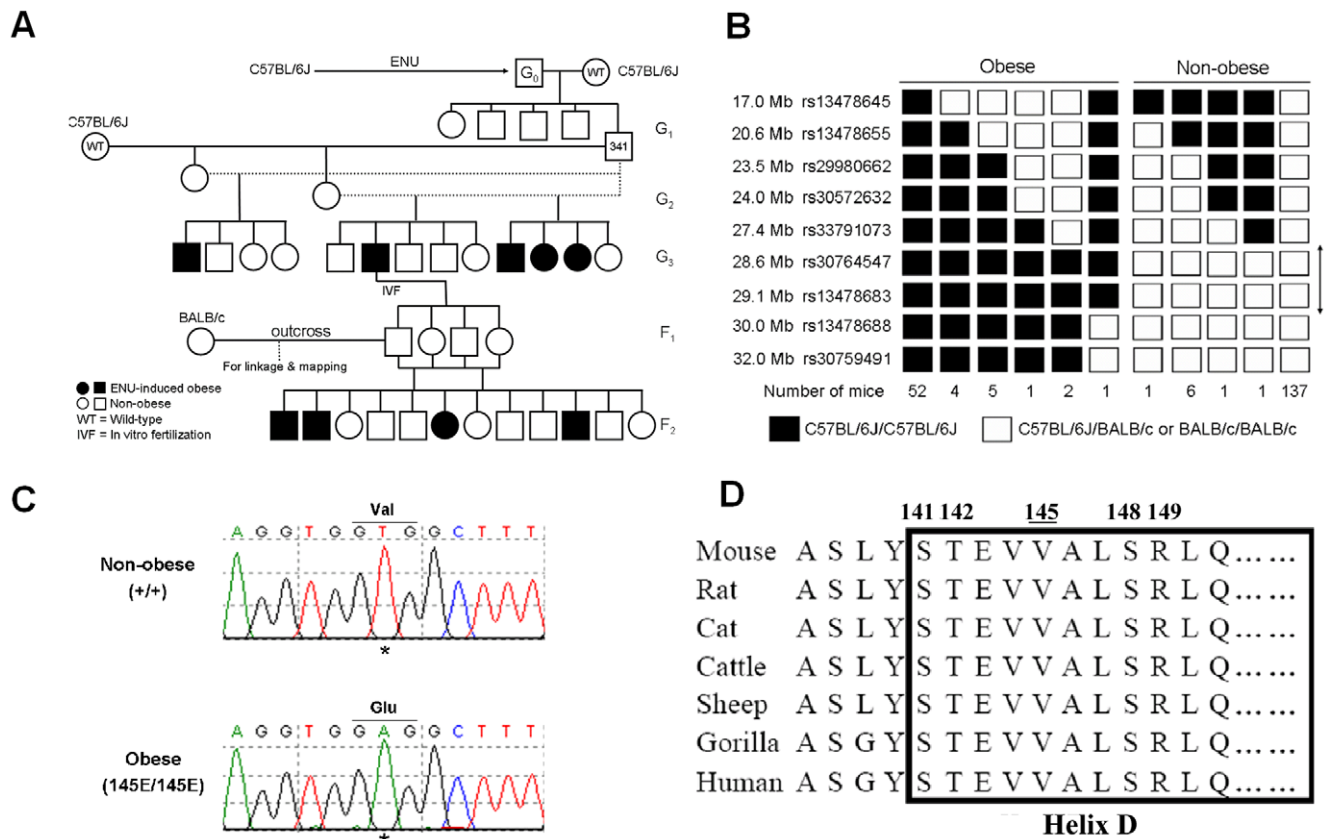 A
C57BL/6J ENU G0 WT C57BL/6J
G1
C57BL/6J
WT 341
G2
G3
IVF
BALB/c
outcross F1
For linkage & mapping
ENU-induced obese
Non-obese
WT = Wild-type
IVF = In vitro fertilization
F2
B
Obese Non-obese
17.0 Mb rs13478645
20.6 Mb rs13478655
23.5 Mb rs29980662
24.0 Mb rs30572632
27.4 Mb rs33791073
28.6 Mb rs30764547
29.1 Mb rs13478683
30.0 Mb rs13478688
32.0 Mb rs30759491
Number of mice 52 4 5 1 2 1 1 6 1 1 137
C57BL/6J/C57BL/6J C57BL/6J/BALB/c or BALB/c/BALB/c
C
Val
A G G T G G T G G C T T T
Non-obese
(+/+)
*
Glu
A G G T G G A G G C T T T
Obese
(145E/145E)
*
D
141 142 145 148 149
Mouse A S L Y S T E V V A L S R L Q... ...
Rat A S L Y S T E V V A L S R L Q... ...
Cat A S L Y S T E V V A L S R L Q... ...
Cattle A S L Y S T E V V A L S R L Q... ...
Sheep A S L Y S T E V V A L S R L Q... ...
Gorilla A S G Y S T E V V A L S R L Q... ...
Human A S G Y S T E V V A L S R L Q... ...
Helix D